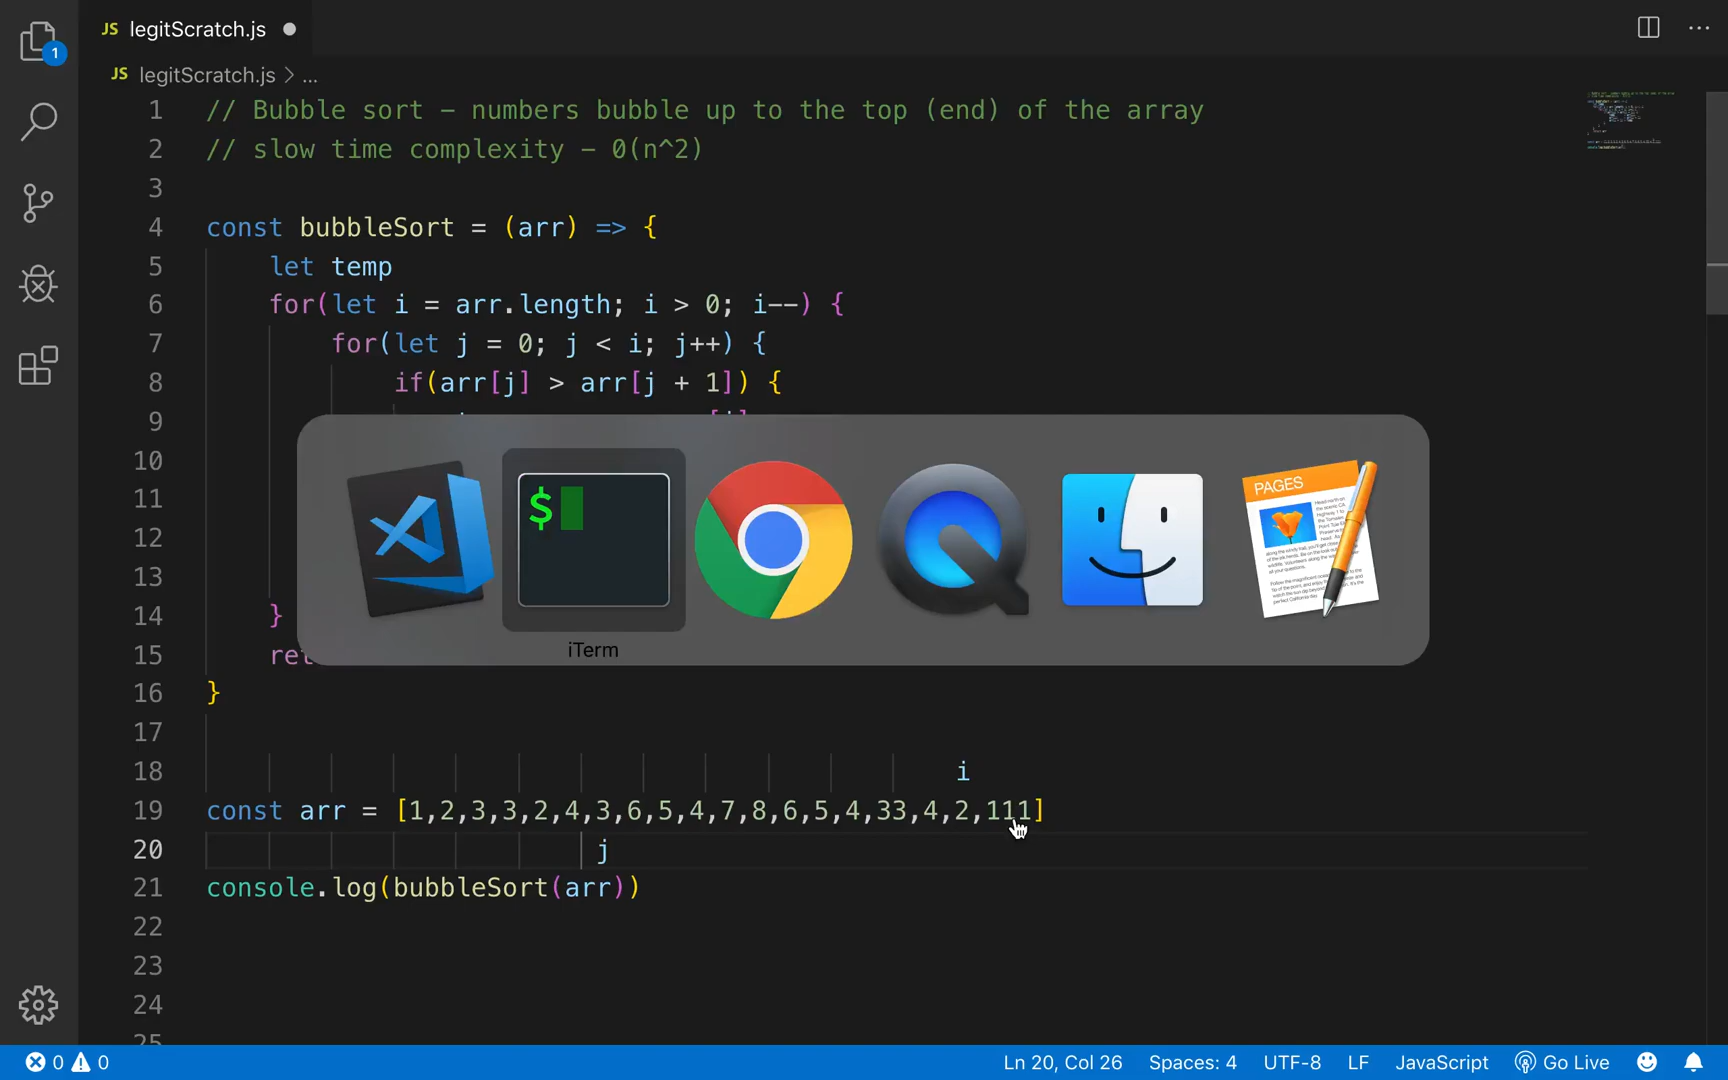 JS legitScratch.js
1
JS legitScratch.js > ...
1 // Bubble sort – numbers bubble up to the top (end) of the array
2 // slow time complexity – 0(n^2)
3
4 const bubbleSort = (arr) => {
5 let temp
6 for(let i = arr.length; i > 0; i--) {
7 for(let j = 0; j < i; j++) {
8 if(arr[j] > arr[j + 1]) {
9
10
11
12
13
14 }
15 ret
16 }
17
18 i
19 const arr = [1,2,3,3,2,4,3,6,5,4,7,8,6,5,4,33,4,2,111]
20 j
21 console.log(bubbleSort(arr))
22
23
24
$
PAGES
iTerm
0 0
Ln 20, Col 26 Spaces: 4 UTF-8 LF JavaScript Go Live